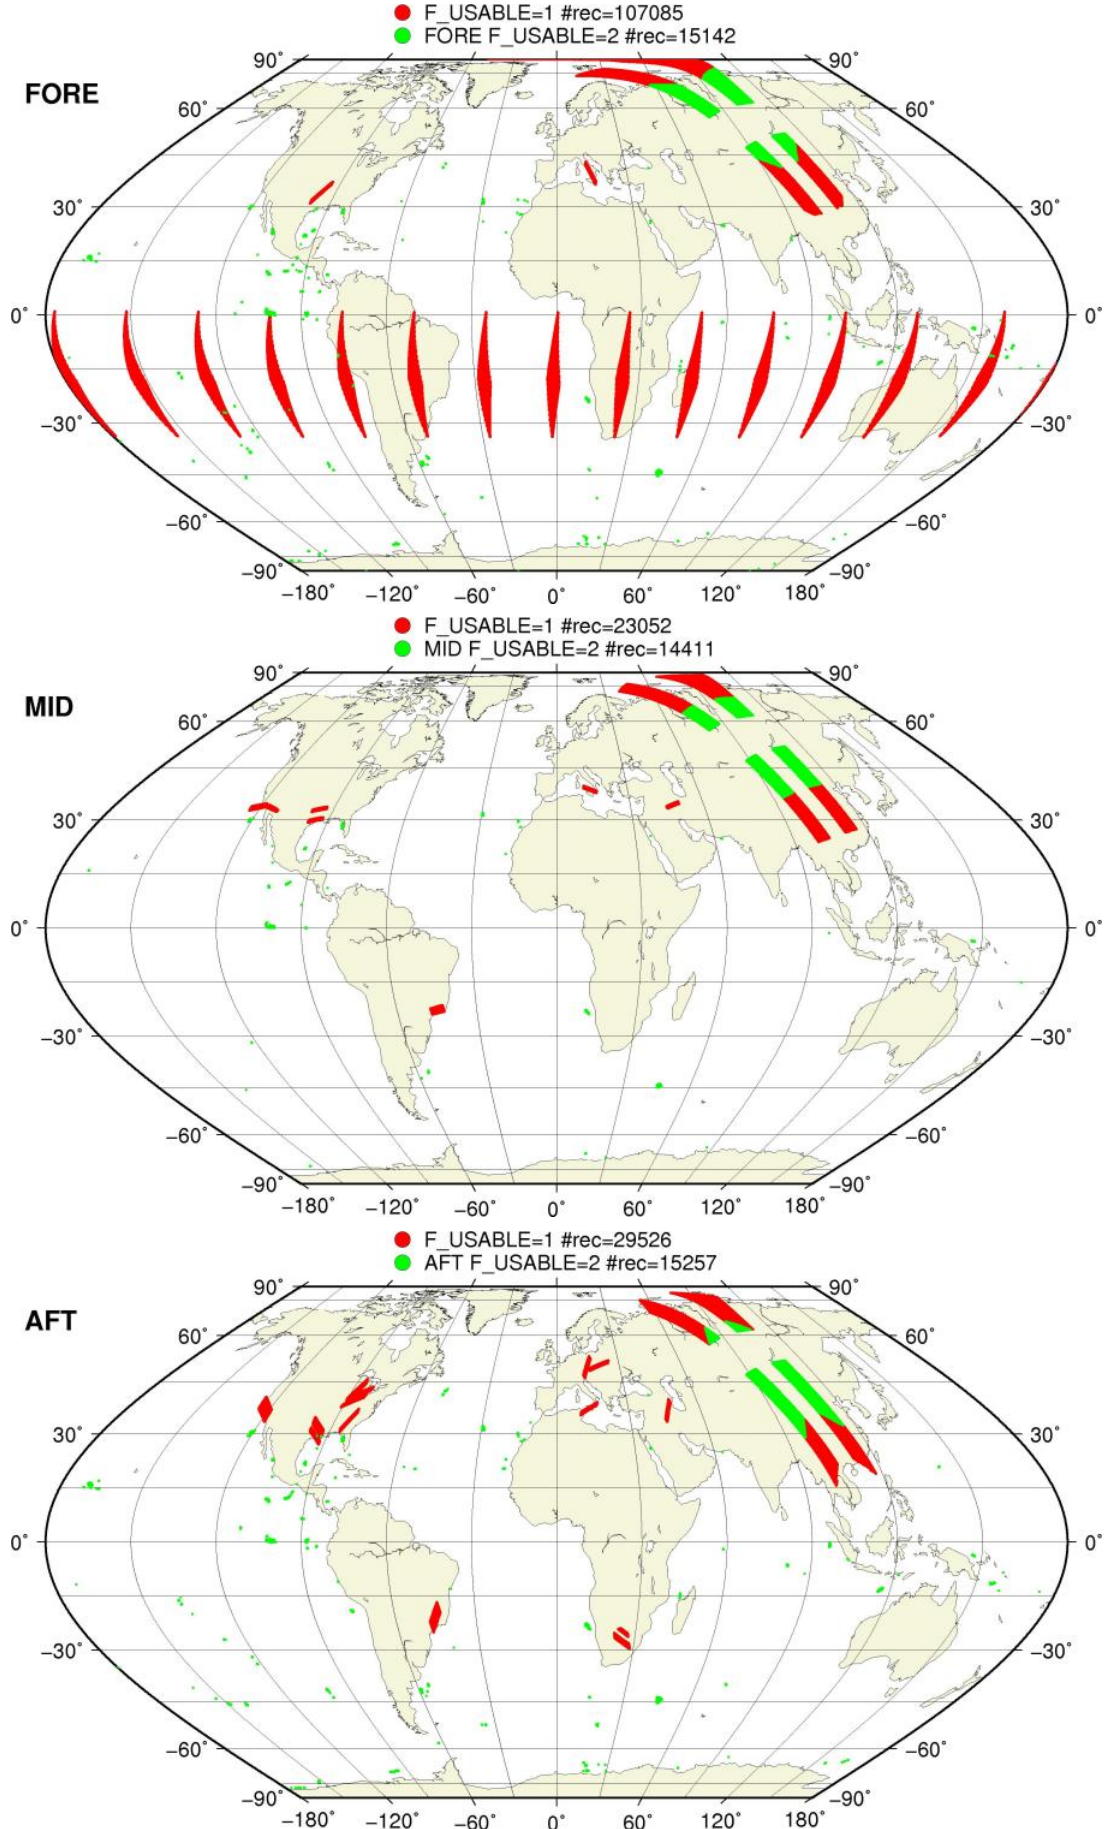 F_USABLE=1 #rec=107085
FORE F_USABLE=2 #rec=15142
FORE
90˚ 90˚
60˚ 60˚
30˚ 30˚
0˚ 0˚
−30˚ −30˚
−60˚ −60˚
−90˚ −90˚
−180˚ −120˚ −60˚ 0˚ 60˚ 120˚ 180˚
F_USABLE=1 #rec=23052
MID F_USABLE=2 #rec=14411
MID
90˚ 90˚
60˚ 60˚
30˚ 30˚
0˚ 0˚
−30˚ −30˚
−60˚ −60˚
−90˚ −90˚
−180˚ −120˚ −60˚ 0˚ 60˚ 120˚ 180˚
F_USABLE=1 #rec=29526
AFT F_USABLE=2 #rec=15257
AFT
90˚ 90˚
60˚ 60˚
30˚ 30˚
0˚ 0˚
−30˚ −30˚
−60˚ −60˚
−90˚ −90˚
−180˚ −120˚ −60˚ 0˚ 60˚ 120˚ 180˚